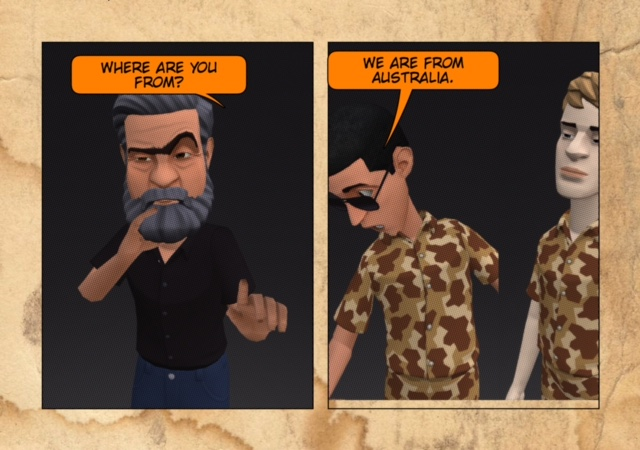 WHERE ARE YOU
FROM?
WE ARE FROM
AUSTRALIA.